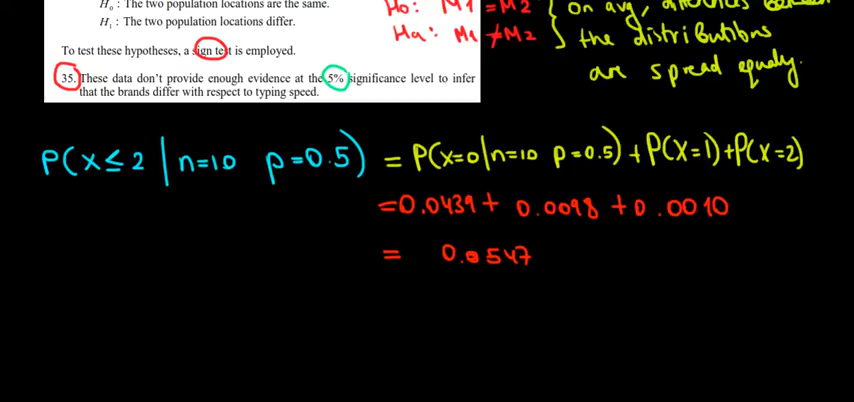 H₀ : The two population locations are the same.
H₁ : The two population locations differ.
To test these hypotheses, a sign test is employed.
35. These data don't provide enough evidence at the 5% significance level to infer
that the brands differ with respect to typing speed.
Ho: M1 = M2
Ha: M1 ≠ M2
On avg,
the distributions
are spread equally.
P(x ≤ 2 | n=10 p=0.5) = P(x=0 | n=10 p=0.5) + P(x=1) + P(x=2)
= 0.0439 + 0.0098 + 0.0010
= 0.0547